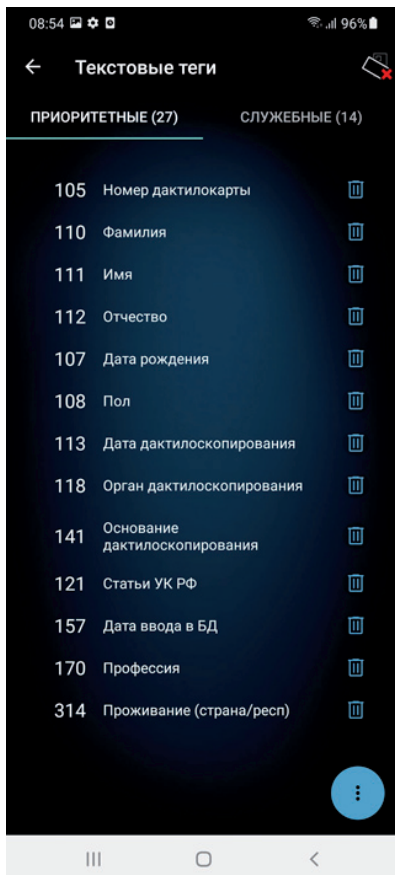 08:54 96%
Текстовые теги
ПРИОРИТЕТНЫЕ (27) СЛУЖЕБНЫЕ (14)
105 Номер дактилокарты
110 Фамилия
111 Имя
112 Отчество
107 Дата рождения
108 Пол
113 Дата дактилоскопирования
118 Орган дактилоскопирования
141 Основание
дактилоскопирования
121 Статьи УК РФ
157 Дата ввода в БД
170 Профессия
314 Проживание (страна/респ)